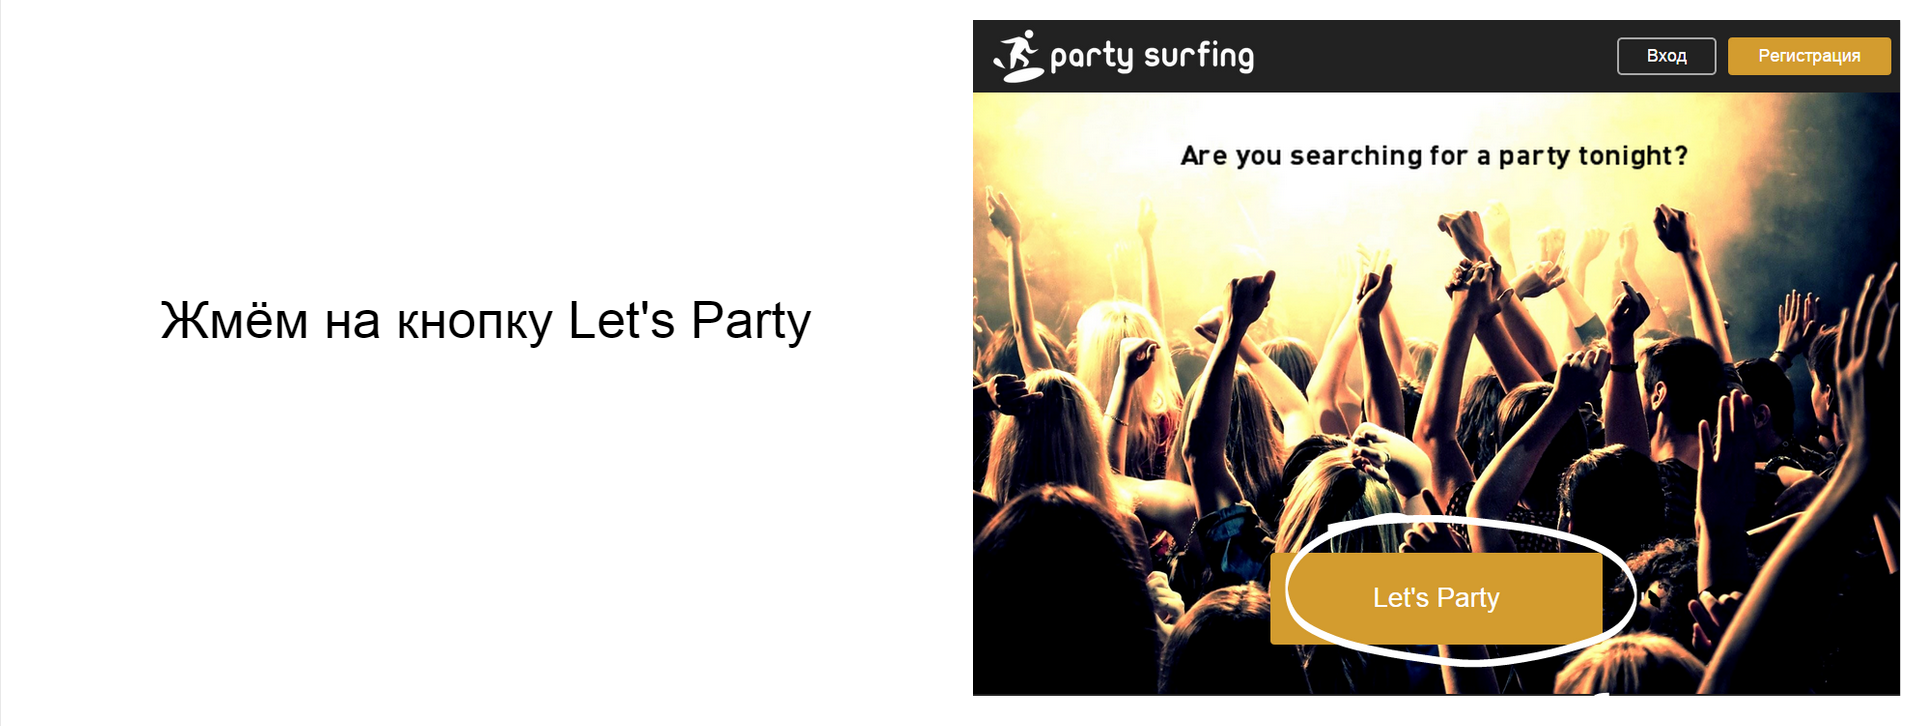 Жмём на кнопку Let's Party
party surfing
Вход
Регистрация
Are you searching for a party tonight?
Let's Party